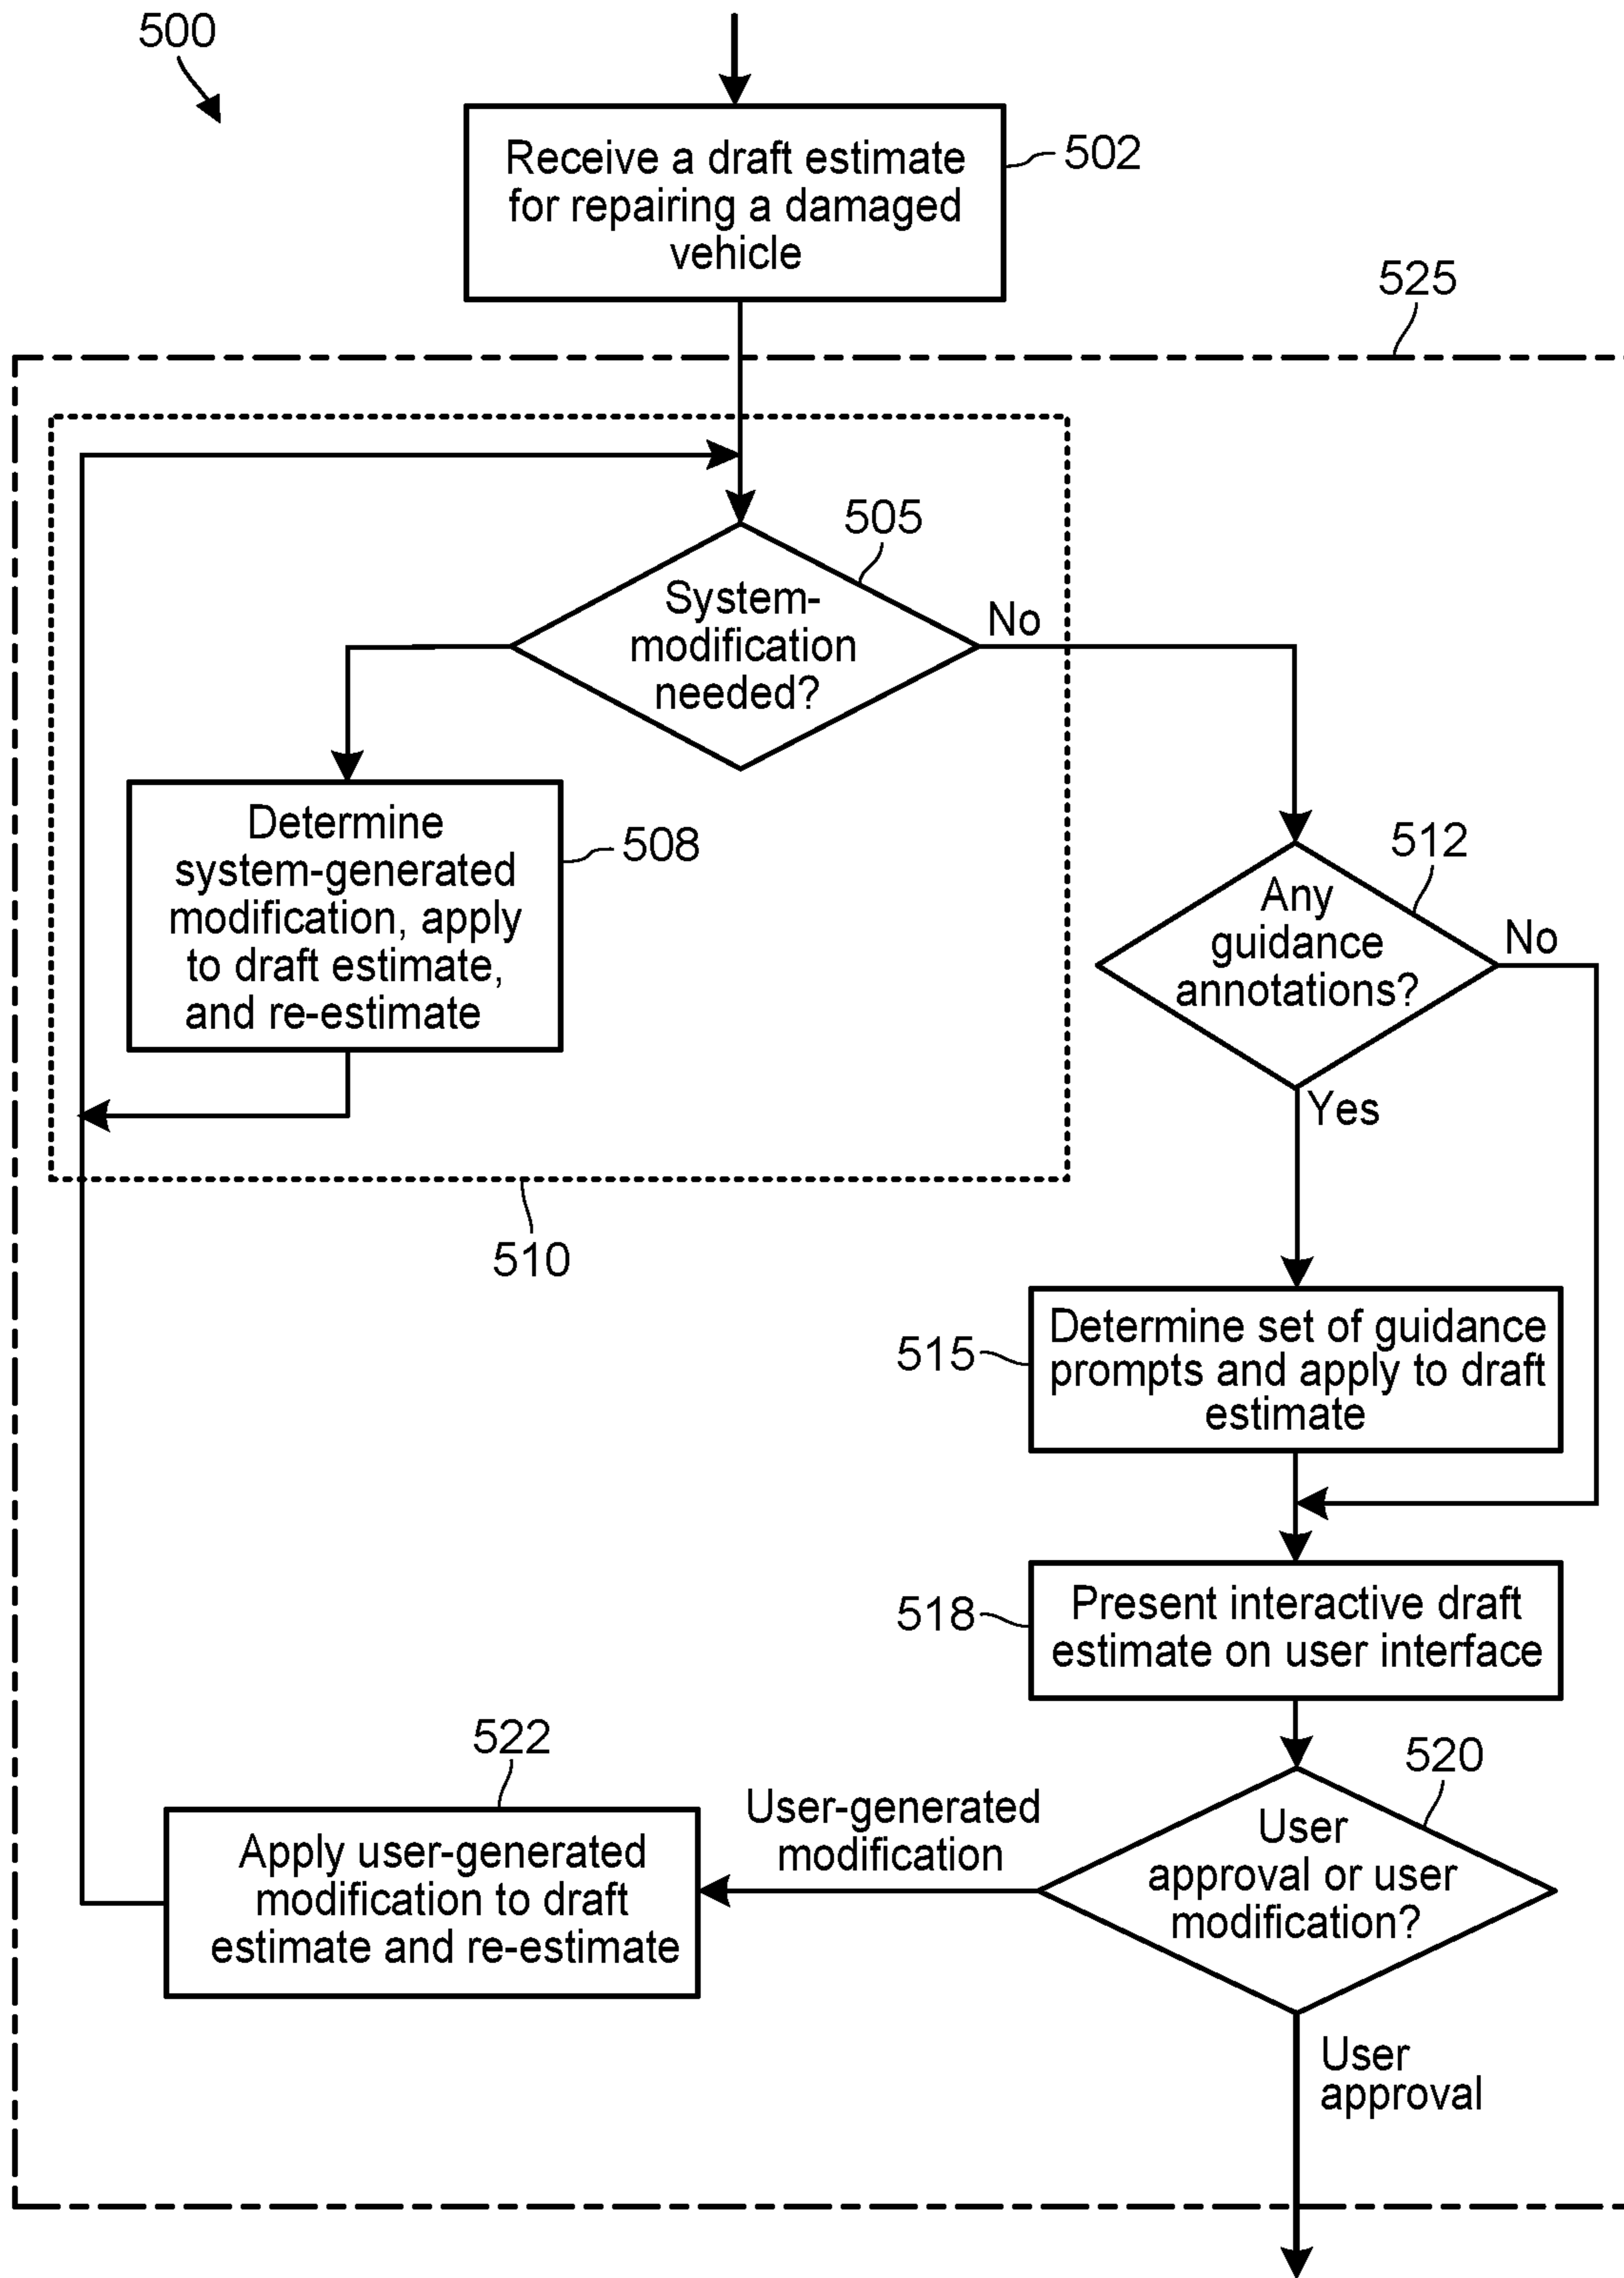 500
Receive a draft estimate
for repairing a damaged
vehicle
502
525
505
System-
modification
needed?
No
Determine
system-generated
modification, apply
to draft estimate,
and re-estimate
508
512
Any
guidance
annotations?
No
Yes
510
515
Determine set of guidance
prompts and apply to draft
estimate
518
Present interactive draft
estimate on user interface
522
520
User-generated
modification
User
approval or user
modification?
Apply user-generated
modification to draft
estimate and re-estimate
User
approval